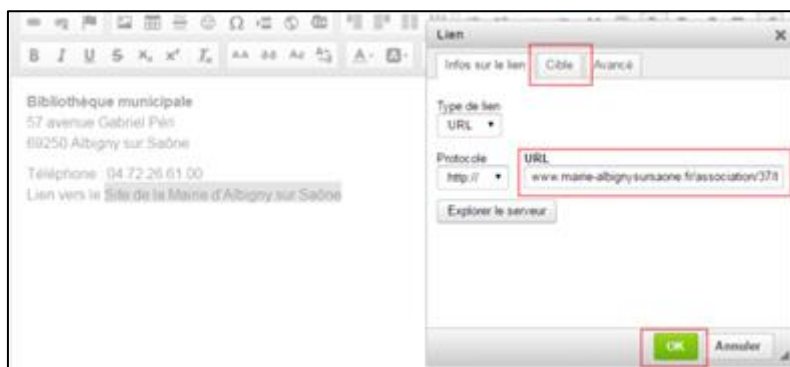 B I U S
Lien
Infos sur le lien Cible Avancé
Bibliothèque municipale
57 avenue Gabriel Péri
69250 Albigny sur Saône
Téléphone : 04.72.26.61.00
Lien vers le Site de la Mairie d'Albigny sur Saône
Type de lien
URL
Protocole URL
http:// www.mairie-albignysursaone.fr/association/37/
Explorer le serveur
OK Annuler